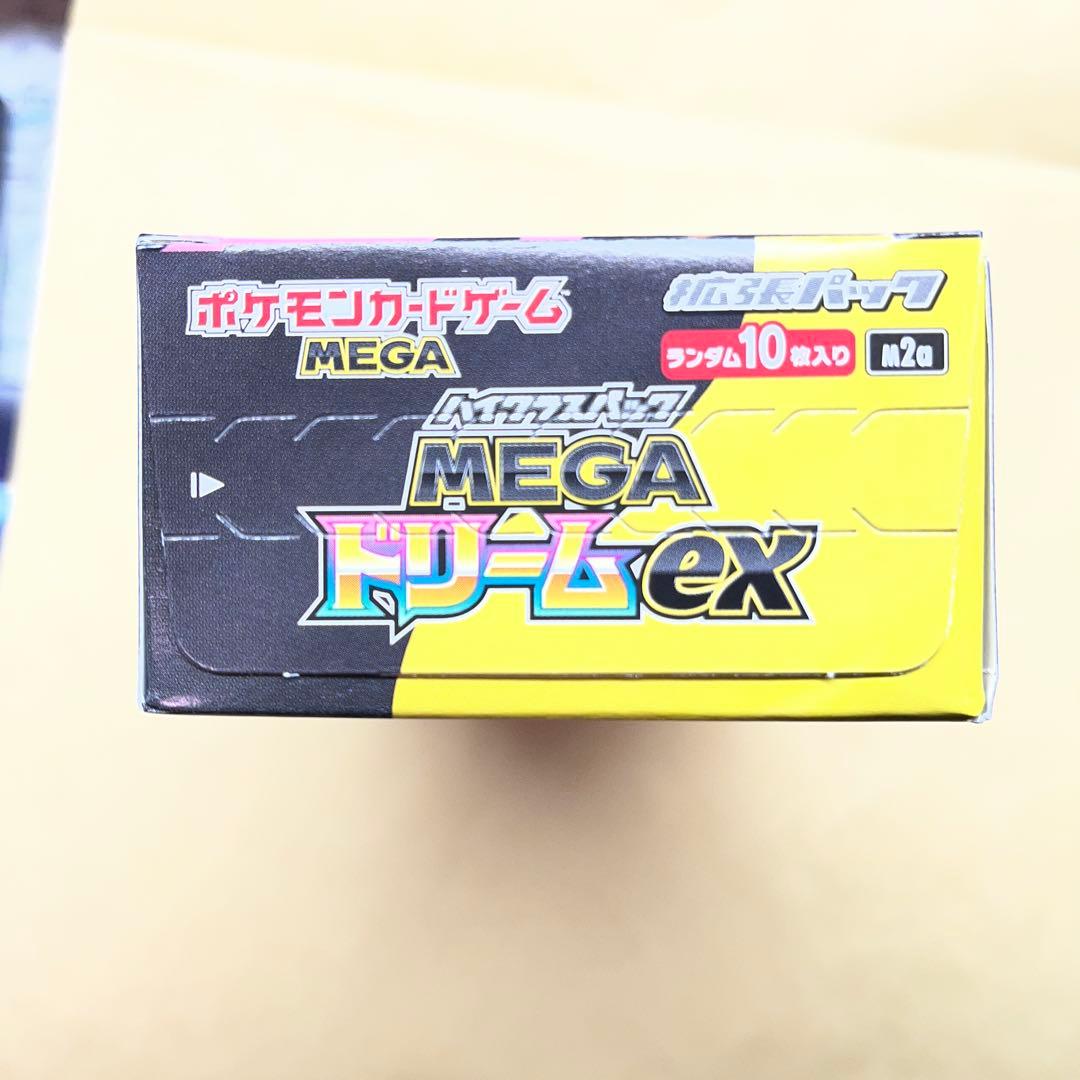 ポケモンカードゲーム
MEGA
拡張パック
ランダム10枚入り M2a
ハイクラスパック
MEGA
ドリームex